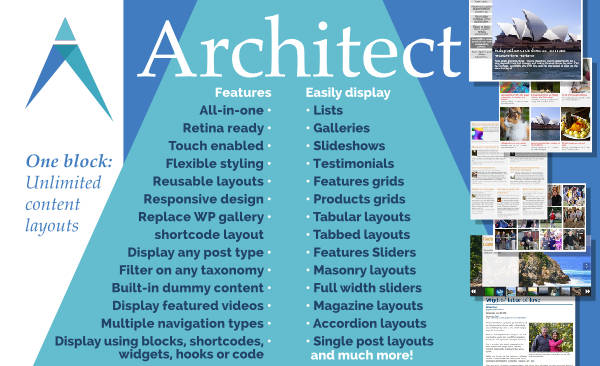 Architect
One block:
Unlimited
content
layouts
Features
All-in-one •
Retina ready •
Touch enabled •
Flexible styling •
Reusable layouts •
Responsive design •
Replace WP gallery •
shortcode layout
Display any post type •
Filter on any taxonomy •
Built-in dummy content •
Display featured videos •
Multiple navigation types •
Display using blocks, shortcodes, •
widgets, hooks or code
Easily display
• Lists
• Galleries
• Slideshows
• Testimonials
• Features grids
• Products grids
• Tabular layouts
• Tabbed layouts
• Features Sliders
• Masonry layouts
• Full width sliders
• Magazine layouts
• Accordion layouts
• Single post layouts
and much more!